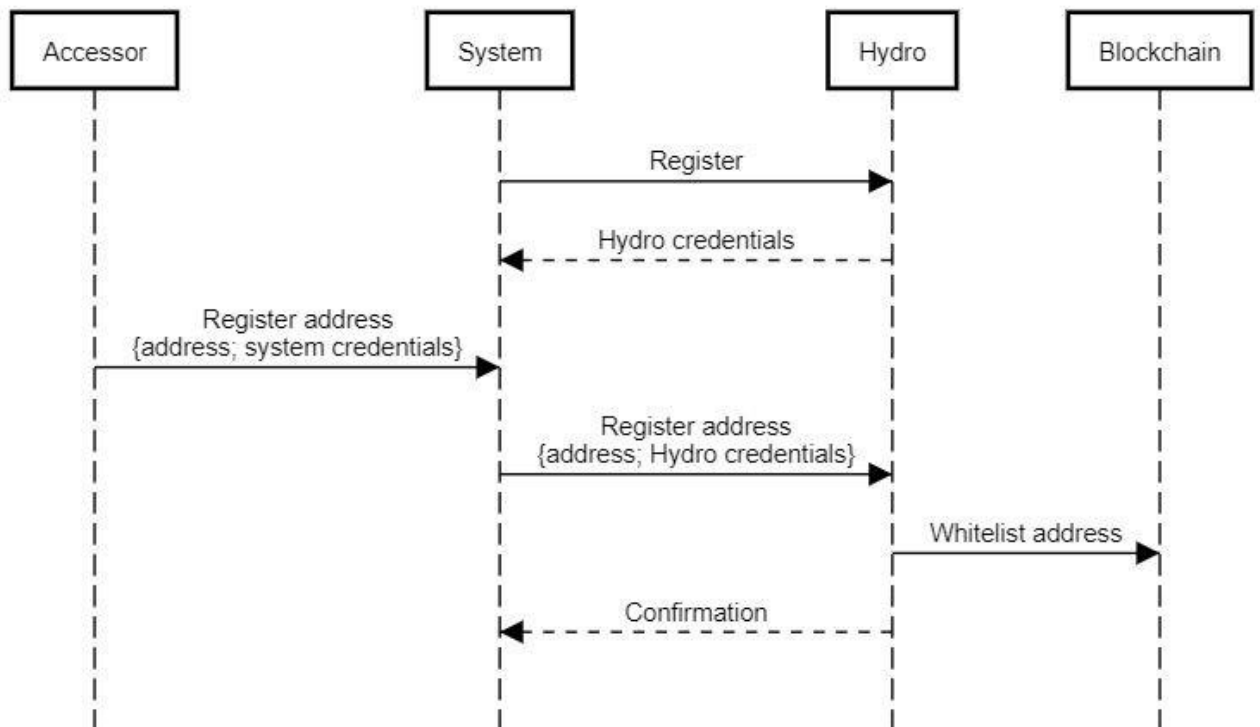 Accessor
System
Hydro
Blockchain
Register
Hydro credentials
Register address
{address; system credentials}
Register address
{address; Hydro credentials}
Whitelist address
Confirmation